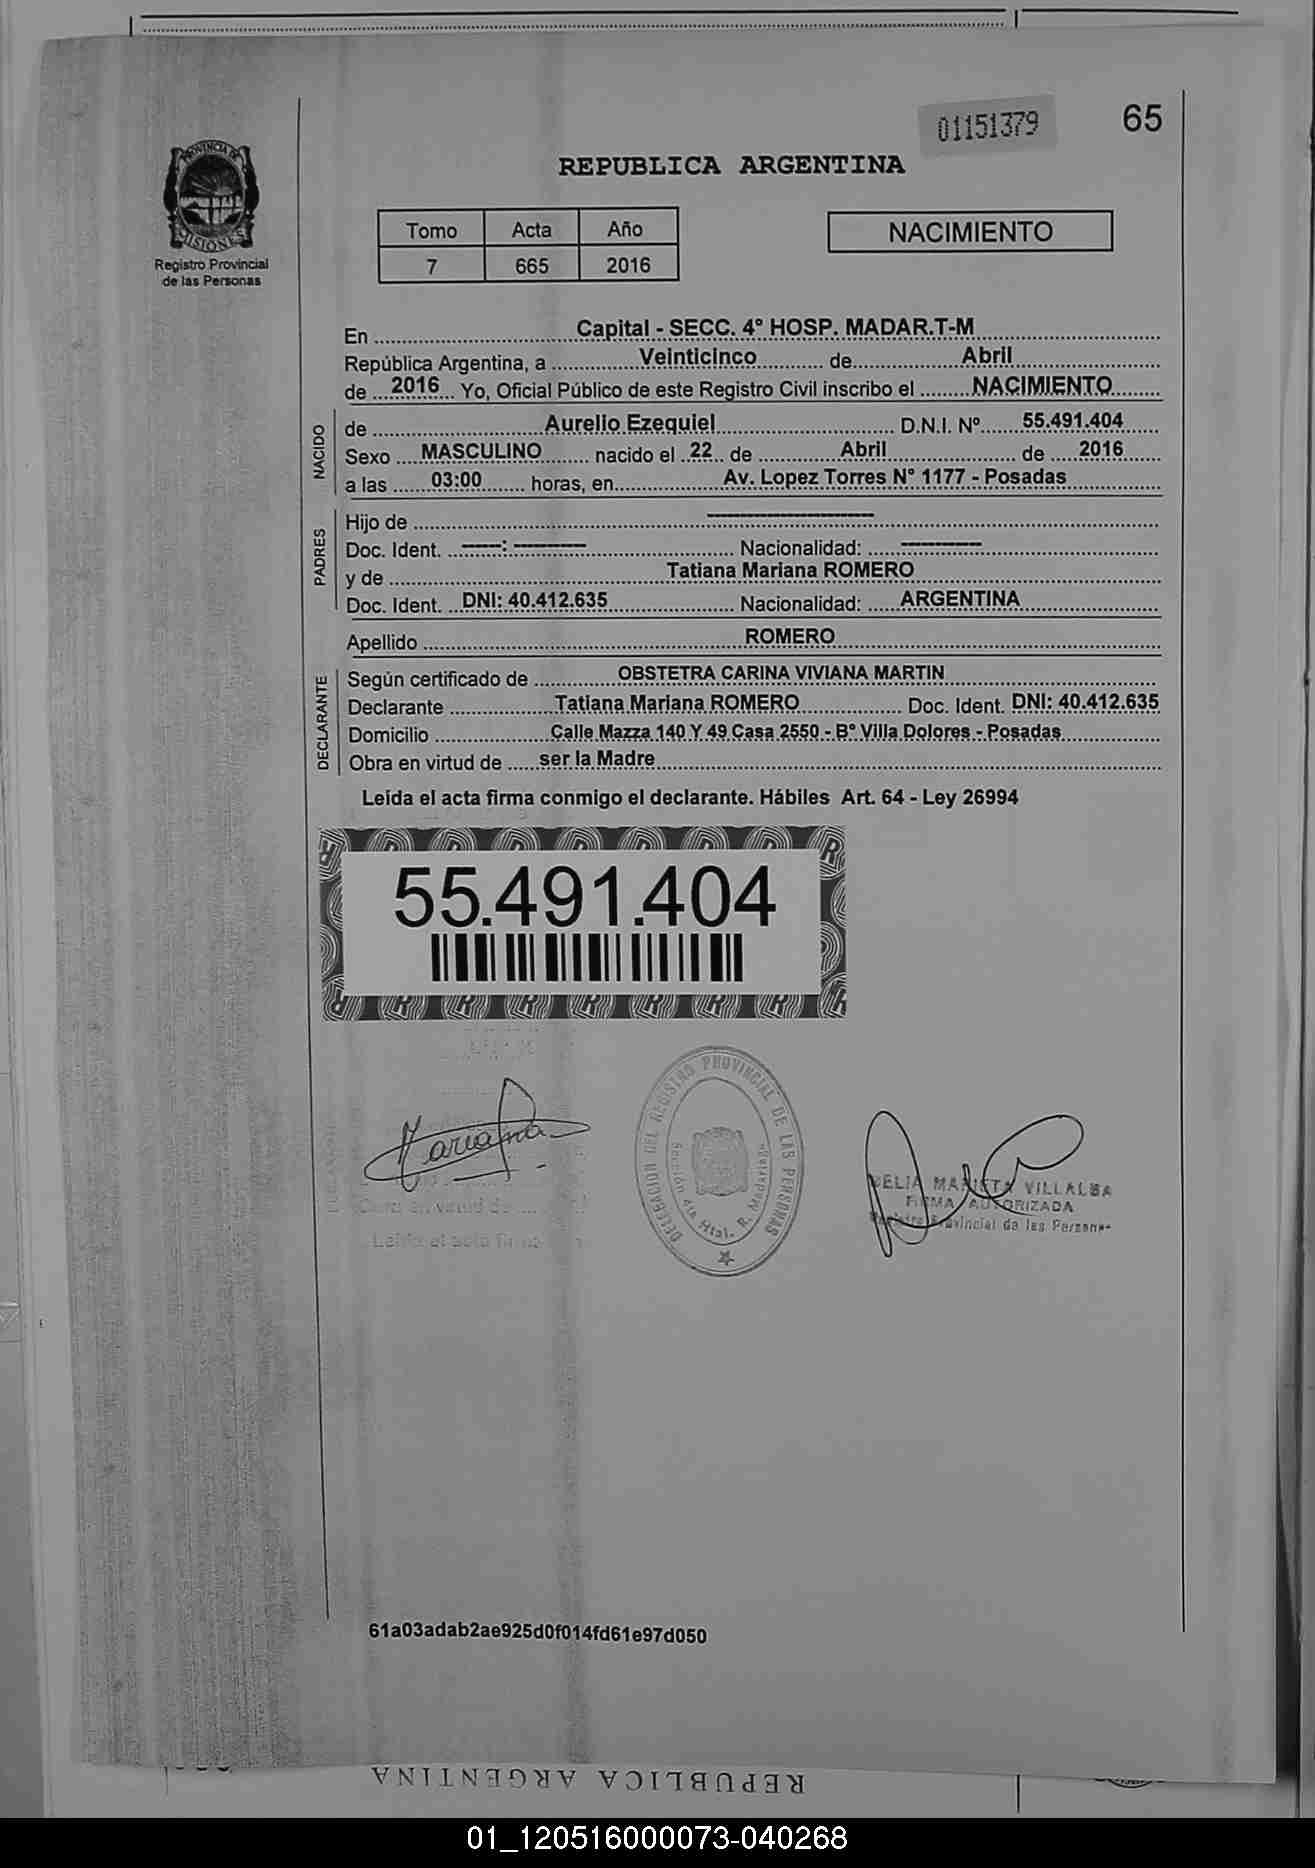 01151379
65
REPUBLICA ARGENTINA
PROVINCIA DE
MISIONES
Registro Provincial
de las Personas
Tomo Acta Año
7 665 2016
NACIMIENTO
En Capital - SECC. 4° HOSP. MADAR.T-M
República Argentina, a Veinticinco de Abril
de 2016 Yo, Oficial Público de este Registro Civil inscribo el NACIMIENTO
NACIDO
de Aurelio Ezequiel D.N.I. Nº 55.491.404
Sexo MASCULINO nacido el 22 de Abril de 2016
a las 03:00 horas, en Av. Lopez Torres N° 1177 - Posadas
PADRES
Hijo de ----------
Doc. Ident. -----: ---------- Nacionalidad: ----------
y de Tatiana Mariana ROMERO
Doc. Ident. DNI: 40.412.635 Nacionalidad: ARGENTINA
Apellido ROMERO
DECLARANTE
Según certificado de OBSTETRA CARINA VIVIANA MARTIN
Declarante Tatiana Mariana ROMERO Doc. Ident. DNI: 40.412.635
Domicilio Calle Mazza 140 Y 49 Casa 2550 - B° Villa Dolores - Posadas
Obra en virtud de ser la Madre
Leída el acta firma conmigo el declarante. Hábiles Art. 64 - Ley 26994
55.491.404
Mariana
DELEGACION DEL REGISTRO PROVINCIAL DE LAS PERSONAS
Sección 4ta Htal. R. Madariaga
DELIA MARIETA VILLALBA
FIRMA AUTORIZADA
Registro Provincial de las Personas
61a03adab2ae925d0f014fd61e97d050
REPUBLICA ARGENTINA
01_120516000073-040268